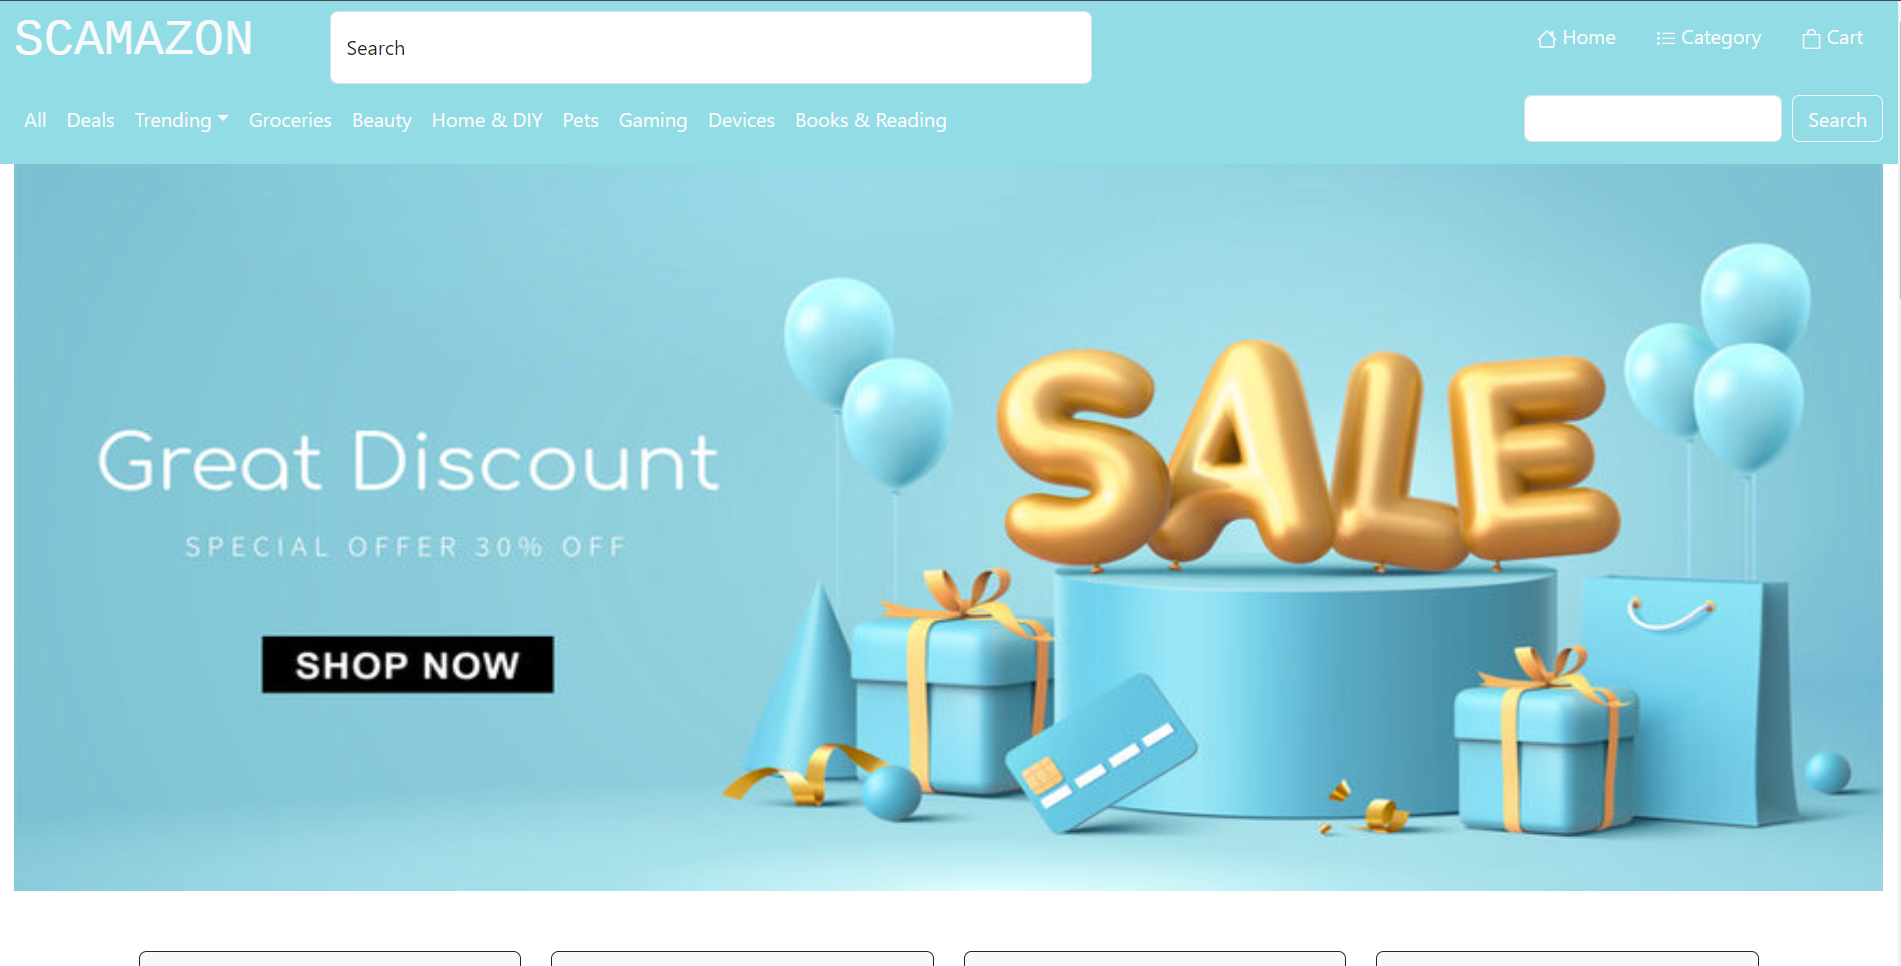 SCAMAZON
Search
Home Category Cart
All Deals Trending Groceries Beauty Home & DIY Pets Gaming Devices Books & Reading
Search
SALE
Great Discount
SPECIAL OFFER 30% OFF
SHOP NOW